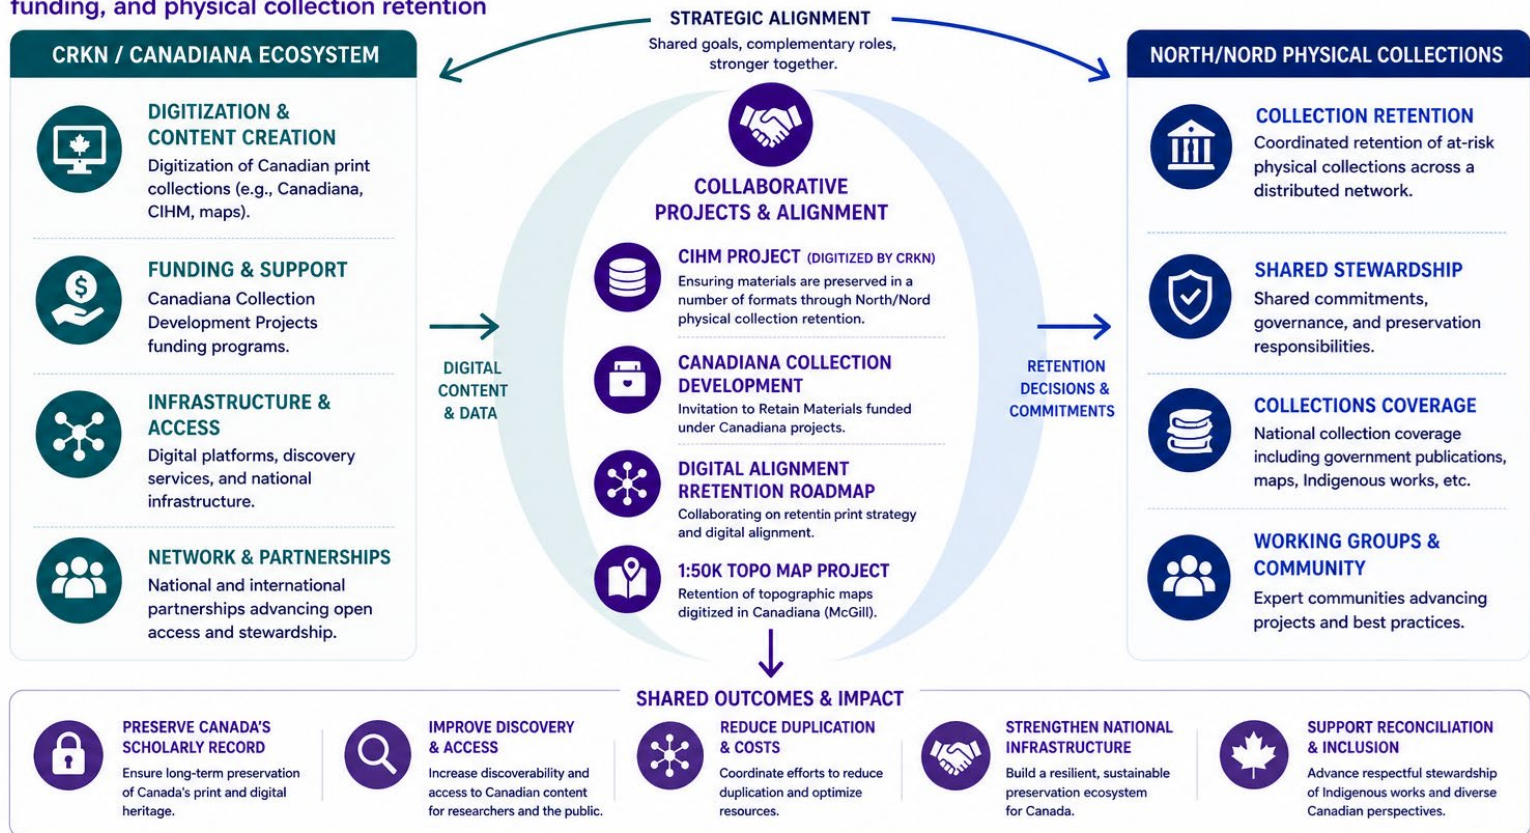 funding, and physical collection retention
STRATEGIC ALIGNMENT
Shared goals, complementary roles,
stronger together.
CRKN / CANADIANA ECOSYSTEM
DIGITIZATION &
CONTENT CREATION
Digitization of Canadian print
collections (e.g., Canadiana,
CIHM, maps).
FUNDING & SUPPORT
Canadiana Collection
Development Projects
funding programs.
INFRASTRUCTURE &
ACCESS
Digital platforms, discovery
services, and national
infrastructure.
NETWORK & PARTNERSHIPS
National and international
partnerships advancing open
access and stewardship.
DIGITAL
CONTENT
& DATA
COLLABORATIVE
PROJECTS & ALIGNMENT
CIHM PROJECT (DIGITIZED BY CRKN)
Ensuring materials are preserved in a
number of formats through North/Nord
physical collection retention.
CANADIANA COLLECTION
DEVELOPMENT
Invitation to Retain Materials funded
under Canadiana projects.
DIGITAL ALIGNMENT
RRETENTION ROADMAP
Collaborating on retentin print strategy
and digital alignment.
1:50K TOPO MAP PROJECT
Retention of topographic maps
digitized in Canadiana (McGill).
RETENTION
DECISIONS &
COMMITMENTS
NORTH/NORD PHYSICAL COLLECTIONS
COLLECTION RETENTION
Coordinated retention of at-risk
physical collections across a
distributed network.
SHARED STEWARDSHIP
Shared commitments,
governance, and preservation
responsibilities.
COLLECTIONS COVERAGE
National collection coverage
including government publications,
maps, Indigenous works, etc.
WORKING GROUPS &
COMMUNITY
Expert communities advancing
projects and best practices.
SHARED OUTCOMES & IMPACT
PRESERVE CANADA'S
SCHOLARLY RECORD
Ensure long-term preservation
of Canada's print and digital
heritage.
IMPROVE DISCOVERY
& ACCESS
Increase discoverability and
access to Canadian content
for researchers and the public.
REDUCE DUPLICATION
& COSTS
Coordinate efforts to reduce
duplication and optimize
resources.
STRENGTHEN NATIONAL
INFRASTRUCTURE
Build a resilient, sustainable
preservation ecosystem
for Canada.
SUPPORT RECONCILIATION
& INCLUSION
Advance respectful stewardship
of Indigenous works and diverse
Canadian perspectives.